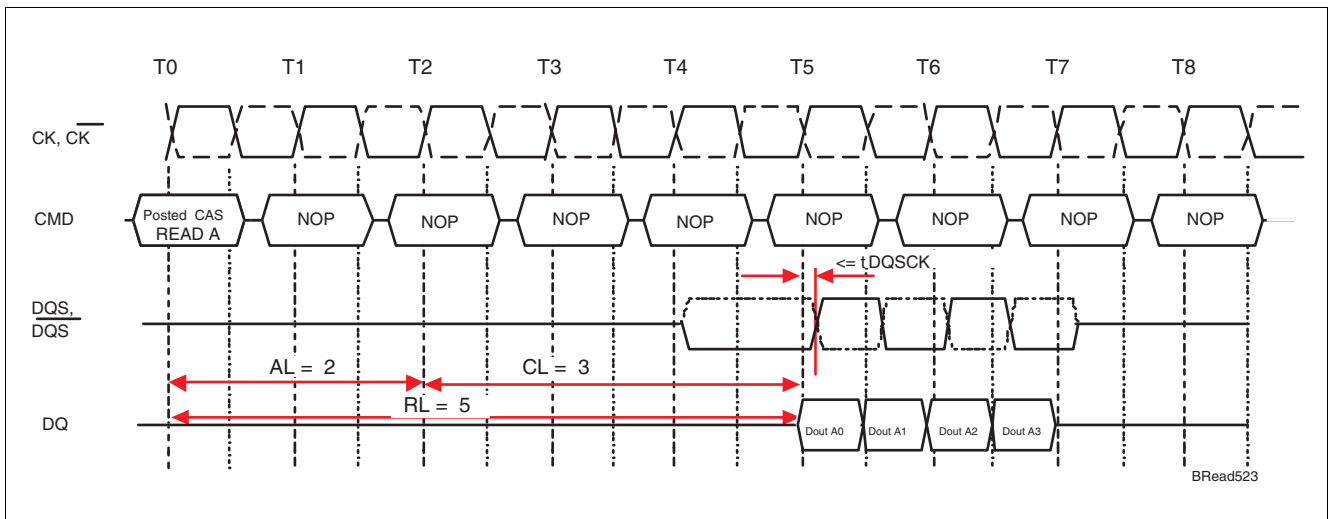 T0 T1 T2 T3 T4 T5 T6 T7 T8
CK, CK
CMD
Posted CAS
READ A
NOP NOP NOP NOP NOP NOP NOP NOP
<= tDQSCK
DQS,
DQS
AL = 2
CL = 3
RL = 5
DQ
Dout A0 Dout A1 Dout A2 Dout A3
BRead523